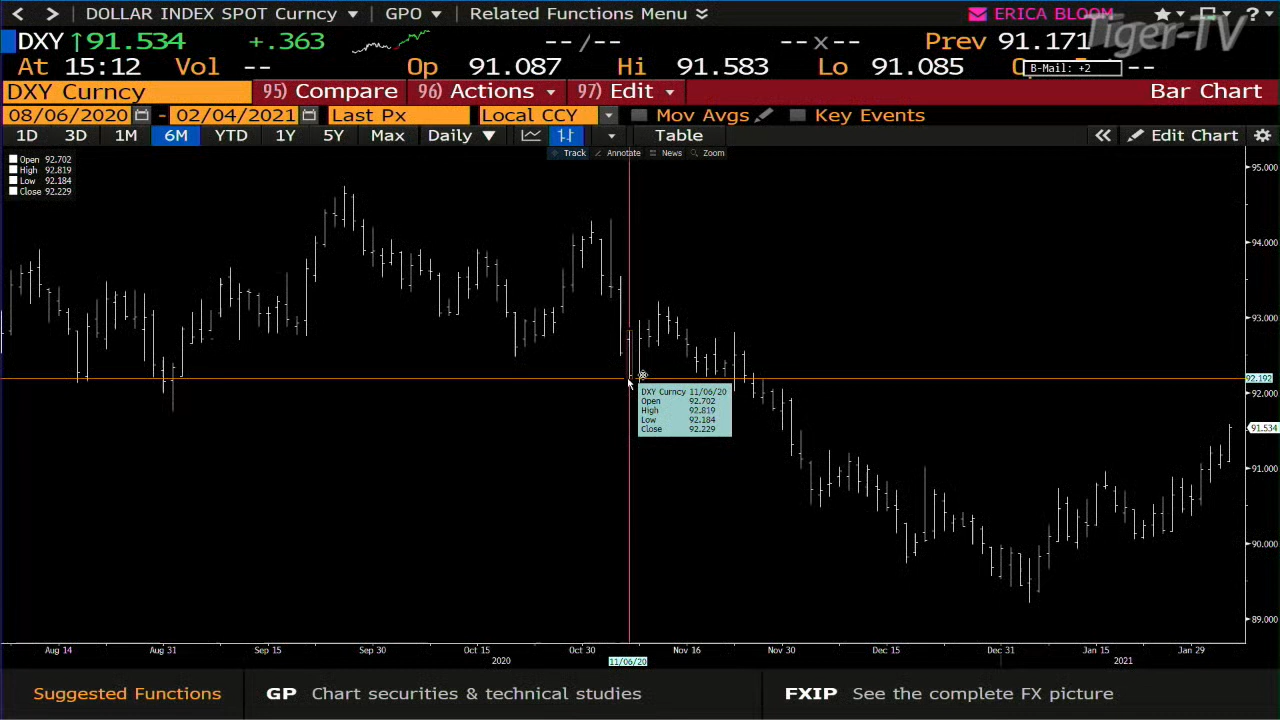 DOLLAR INDEX SPOT Curncy GPO Related Functions Menu ERICA BLOOM ?
Tiger-TV
DXY ↑91.534 +.363 --/-- --x-- Prev 91.171
At 15:12 Vol -- Op 91.087 Hi 91.583 Lo 91.085 --
B-Mail: +2
DXY Curncy 95) Compare 96) Actions 97) Edit Bar Chart
08/06/2020 - 02/04/2021 Last Px Local CCY Mov Avgs Key Events
1D 3D 1M 6M YTD 1Y 5Y Max Daily ▼ Table « Edit Chart
Track Annotate News Zoom
Open 92.702
High 92.819
Low 92.184
Close 92.229
95.000
94.000
93.000
92.192
92.000
91.534
91.000
90.000
89.000
DXY Curncy 11/06/20
Open 92.702
High 92.819
Low 92.184
Close 92.229
Aug 14 Aug 31 Sep 15 Sep 30 Oct 15 Oct 30 Nov 16 Nov 30 Dec 15 Dec 31 Jan 15 Jan 29
2020 11/06/20 2021
Suggested Functions GP Chart securities & technical studies FXIP See the complete FX picture